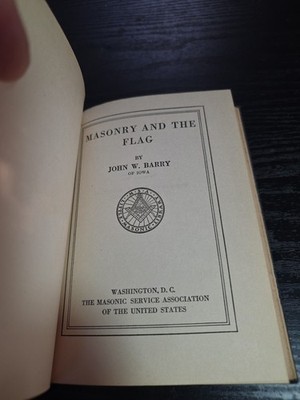 MASONRY AND THE
FLAG
BY
JOHN W. BARRY
OF IOWA
WASHINGTON, D. C.
THE MASONIC SERVICE ASSOCIATION
OF THE UNITED STATES